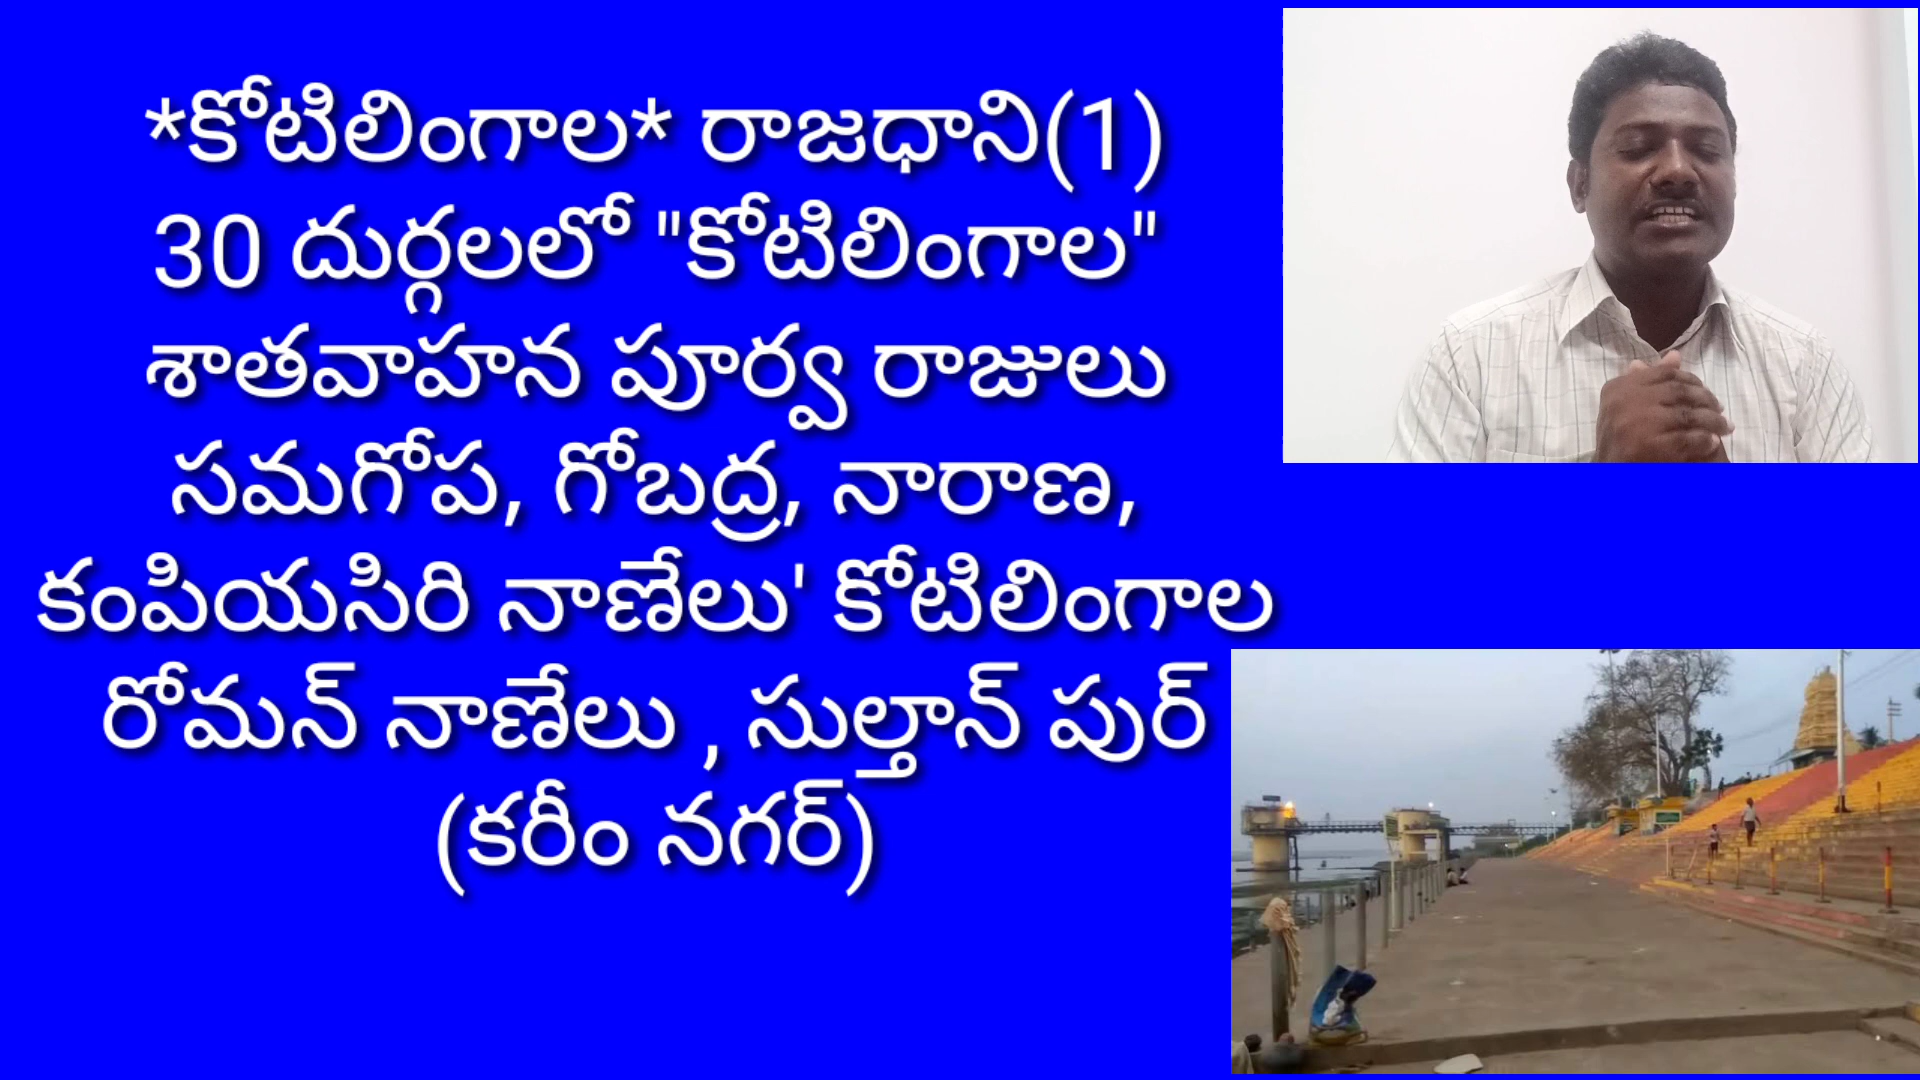 *కోటిలింగాల* రాజధాని(1)
30 దుర్గలలో "కోటిలింగాల"
శాతవాహన పూర్వ రాజులు
సమగోప, గోబద్ర, నారాణ,
కంపియసిరి నాణేలు' కోటిలింగాల
రోమన్ నాణేలు , సుల్తాన్ పుర్
(కరీం నగర్)